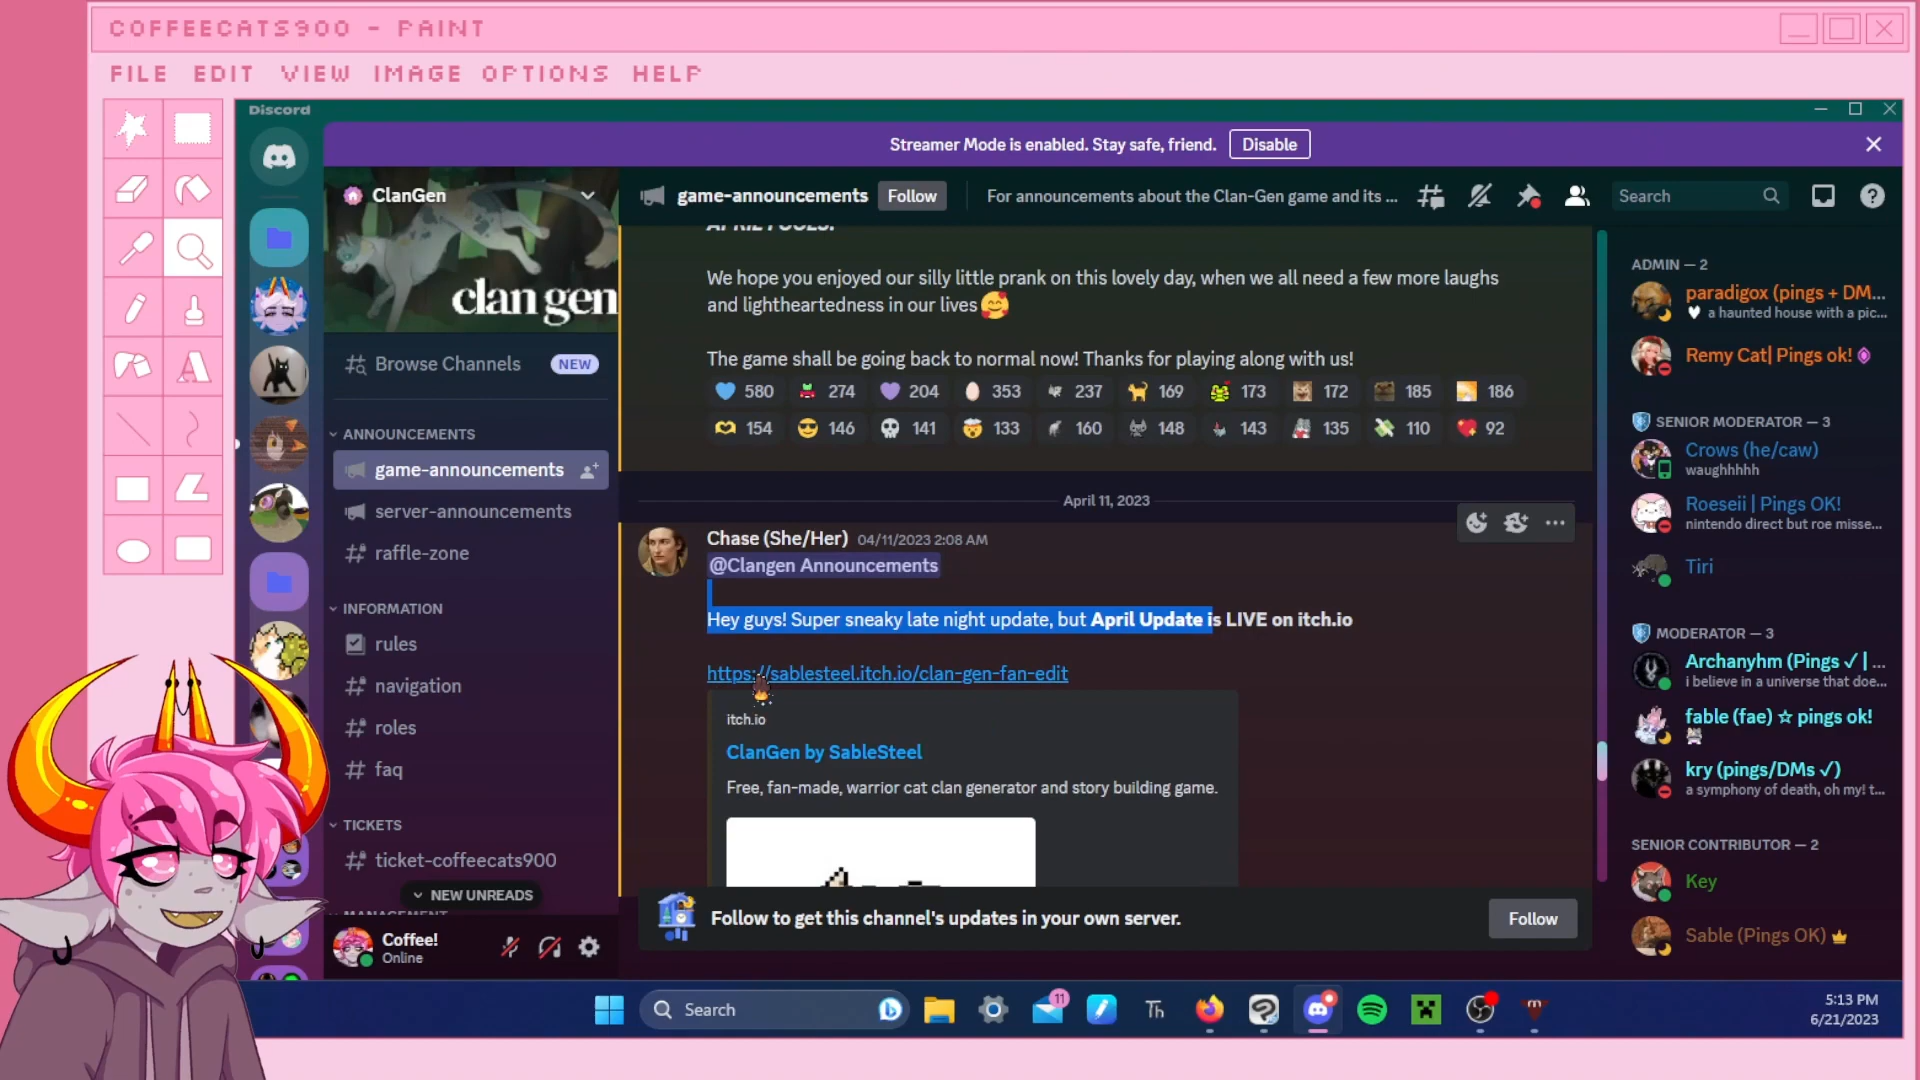 COFFEECATS900 - PAINT
FILE EDIT VIEW IMAGE OPTIONS HELP
Discord
Streamer Mode is enabled. Stay safe, friend.
Disable
ClanGen
clan gen
Browse Channels
NEW
ANNOUNCEMENTS
game-announcements
server-announcements
raffle-zone
INFORMATION
rules
navigation
roles
faq
TICKETS
ticket-coffeecats900
NEW UNREADS
Coffee!
Online
game-announcements
Follow
For announcements about the Clan-Gen game and its ...
Search
APRIL FOOLS!
We hope you enjoyed our silly little prank on this lovely day, when we all need a few more laughs
and lightheartedness in our lives
The game shall be going back to normal now! Thanks for playing along with us!
580 274 204 353 237 169 173 172 185 186
154 146 141 133 160 148 143 135 110 92
April 11, 2023
Chase (She/Her) 04/11/2023 2:08 AM
@Clangen Announcements
Hey guys! Super sneaky late night update, but April Update is LIVE on itch.io
https://sablesteel.itch.io/clan-gen-fan-edit
itch.io
ClanGen by SableSteel
Free, fan-made, warrior cat clan generator and story building game.
Follow to get this channel's updates in your own server.
Follow
ADMIN — 2
paradigox (pings + DM...
a haunted house with a pic...
Remy Cat| Pings ok!
SENIOR MODERATOR — 3
Crows (he/caw)
waughhhhh
Roeseii | Pings OK!
nintendo direct but roe misse...
Tiri
MODERATOR — 3
Archanyhm (Pings ✓ | ...
i believe in a universe that doe...
fable (fae) ☆ pings ok!
kry (pings/DMs ✓)
a symphony of death, oh my! t...
SENIOR CONTRIBUTOR — 2
Key
Sable (Pings OK)
Search
11
5:13 PM
6/21/2023